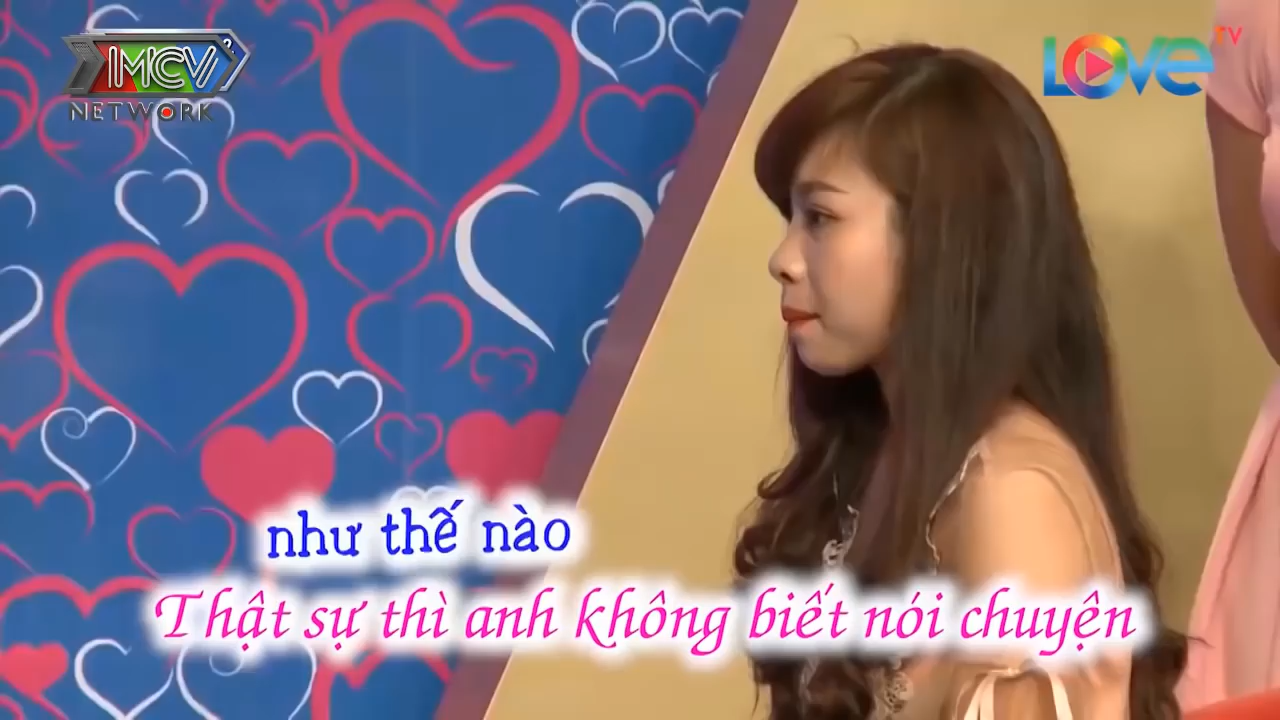 MCV
NETWORK
LOVE TV
như thế nào
Thật sự thì anh không biết nói chuyện